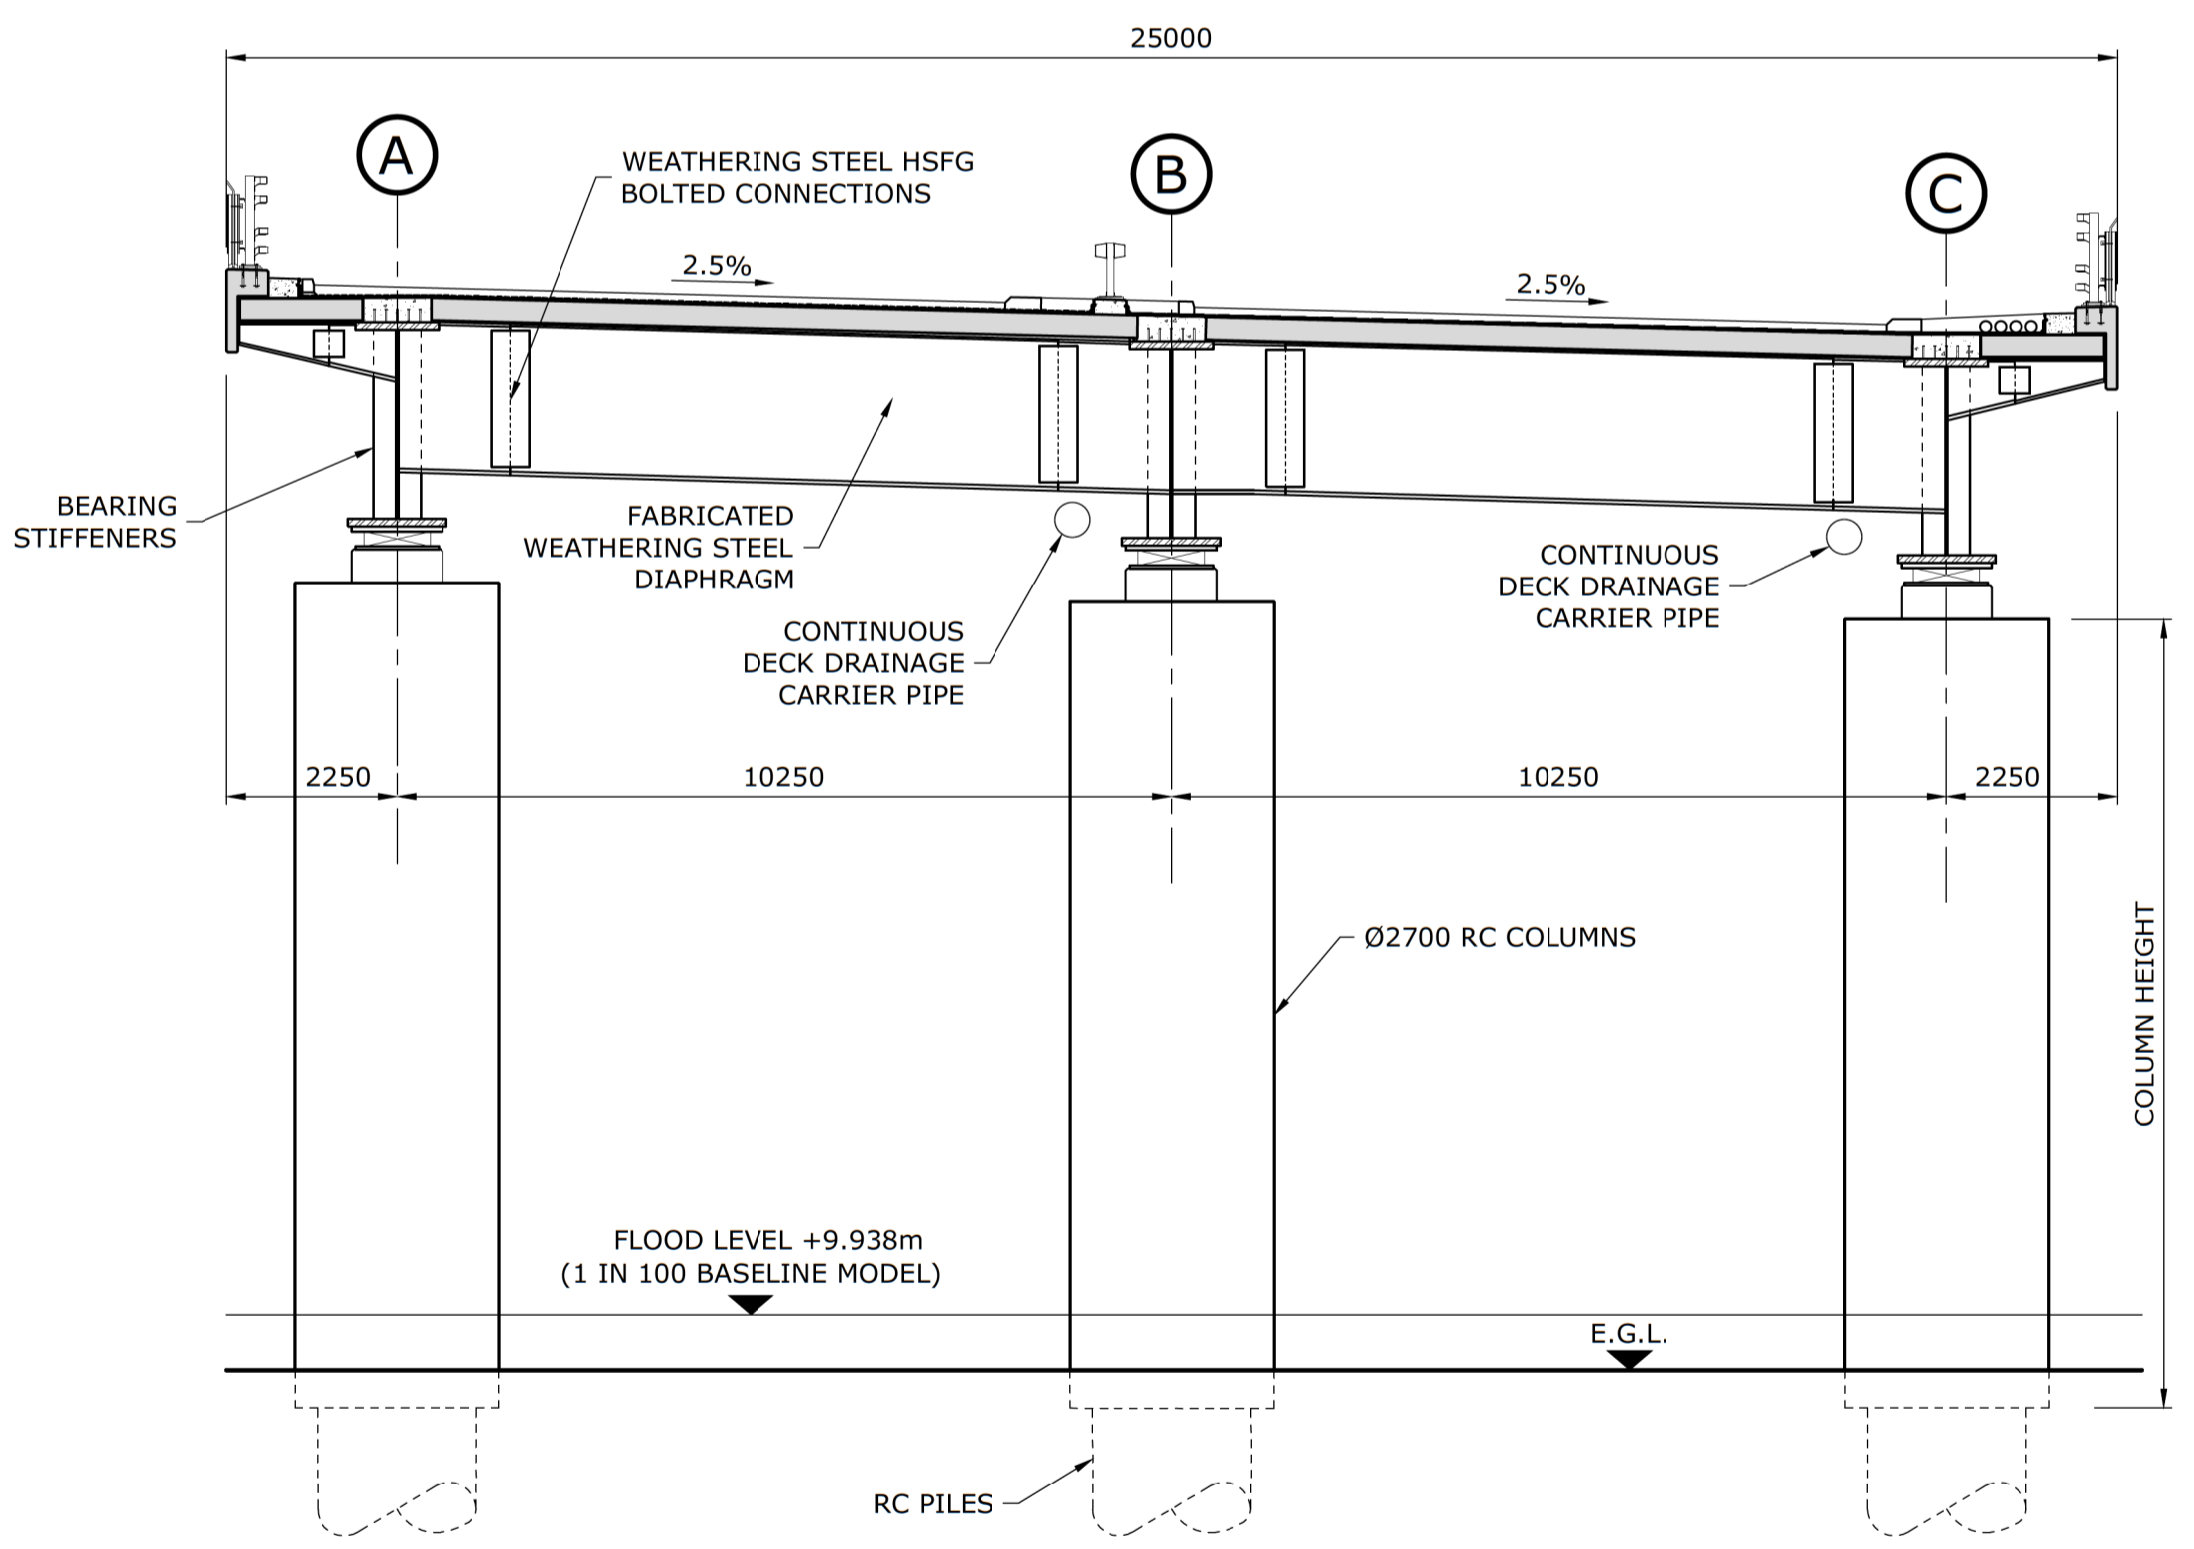 25000
A
B
C
WEATHERING STEEL HSFG
BOLTED CONNECTIONS
2.5%
2.5%
BEARING
STIFFENERS
FABRICATED
WEATHERING STEEL
DIAPHRAGM
CONTINUOUS
DECK DRAINAGE
CARRIER PIPE
CONTINUOUS
DECK DRAINAGE
CARRIER PIPE
2250
10250
10250
2250
Ø2700 RC COLUMNS
COLUMN HEIGHT
FLOOD LEVEL +9.938m
(1 IN 100 BASELINE MODEL)
E.G.L.
RC PILES